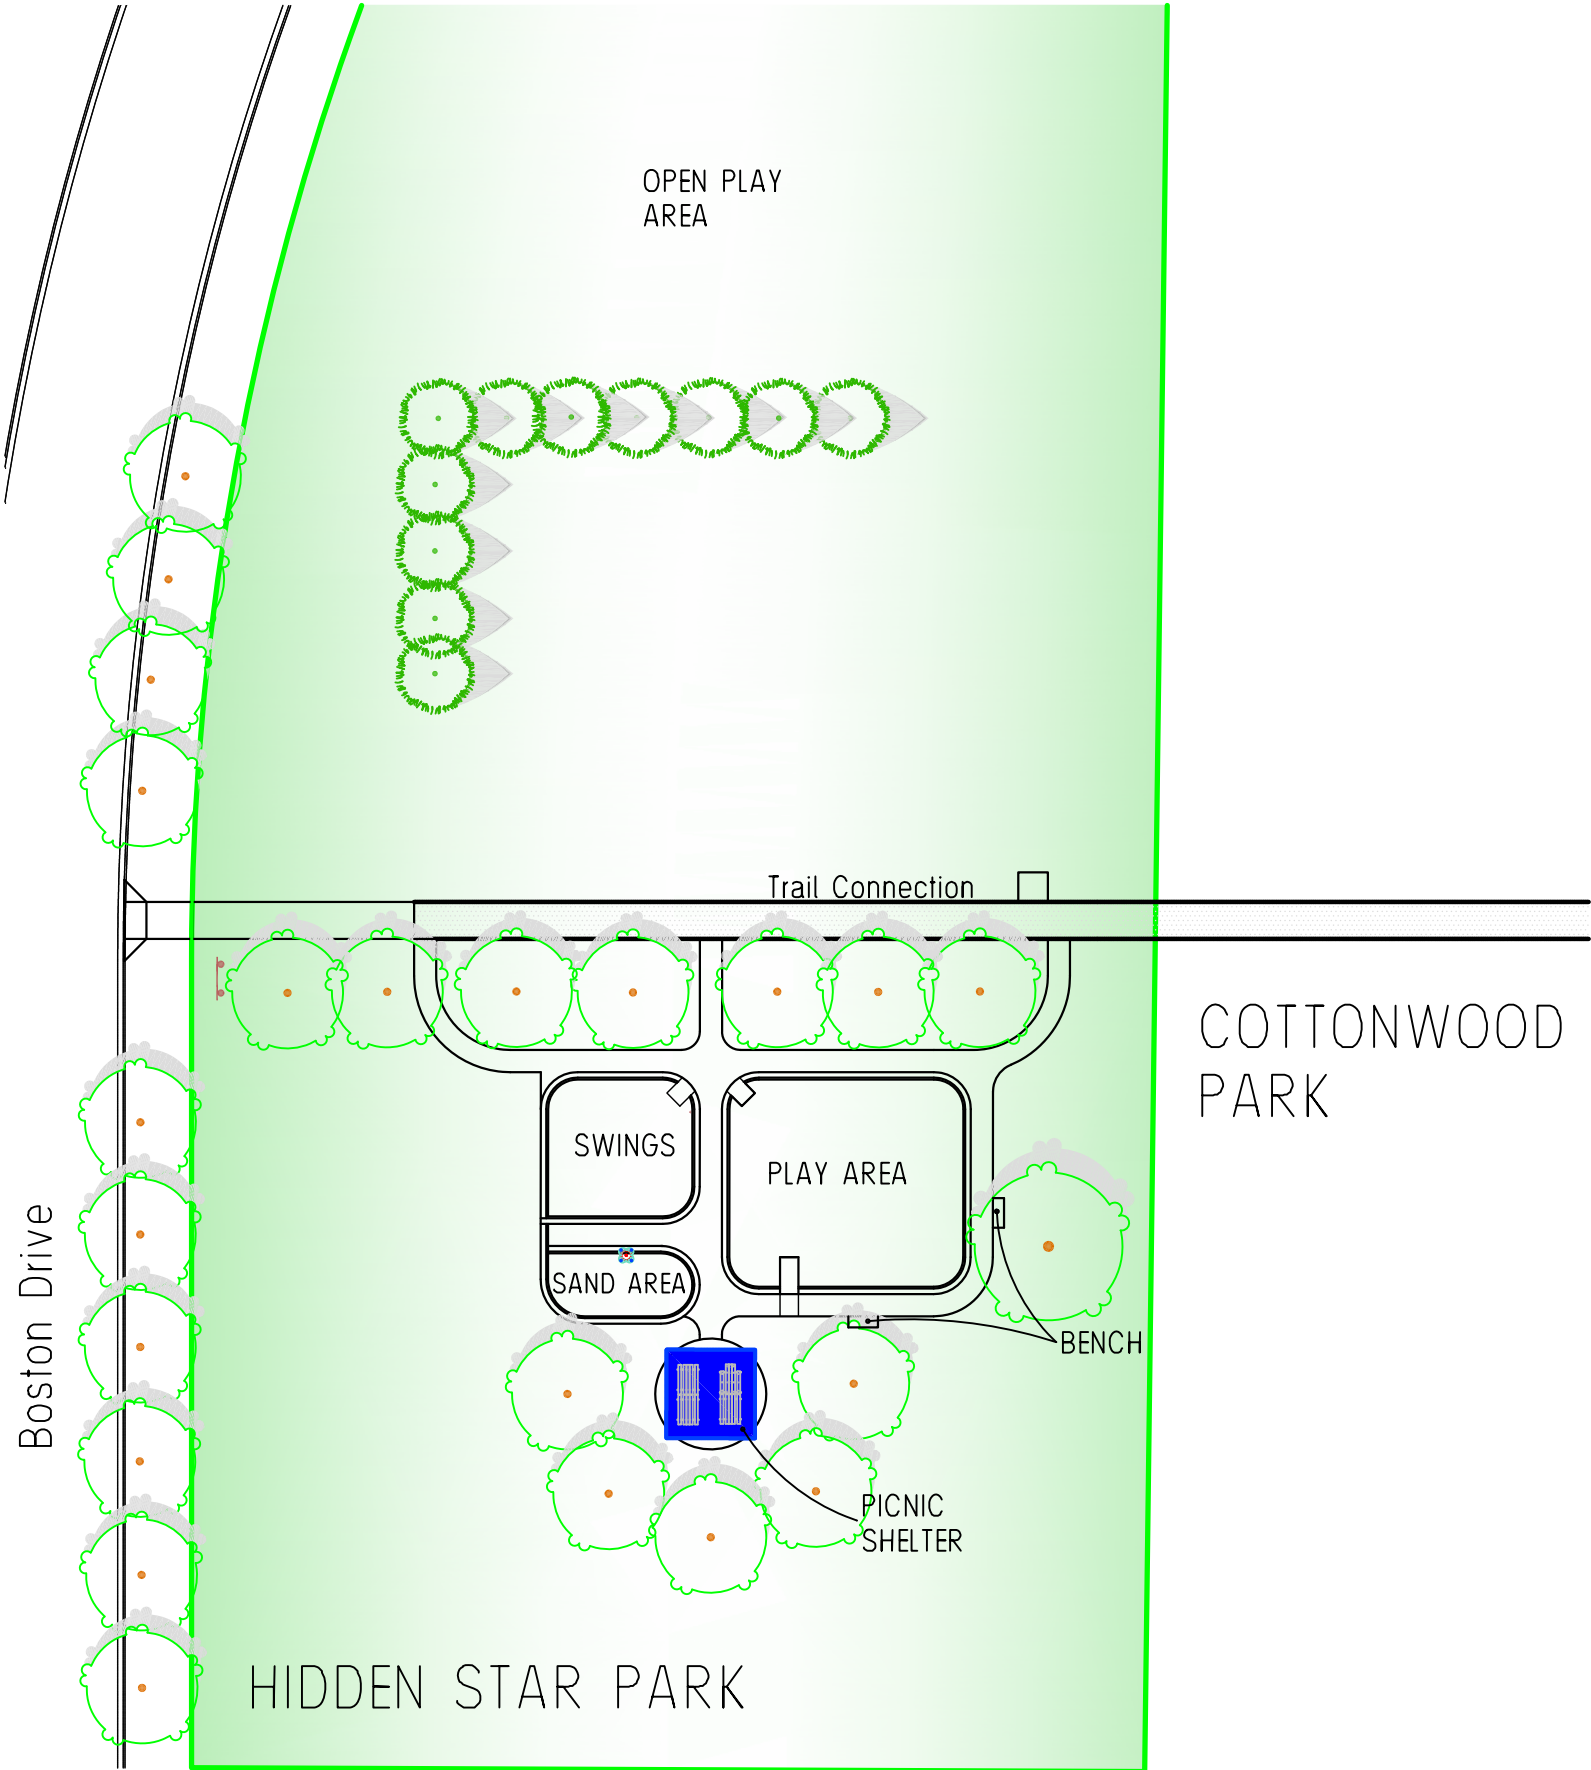 OPEN PLAY
AREA
Trail Connection
COTTONWOOD
PARK
SWINGS
PLAY AREA
SAND AREA
BENCH
Boston Drive
PICNIC
SHELTER
HIDDEN STAR PARK